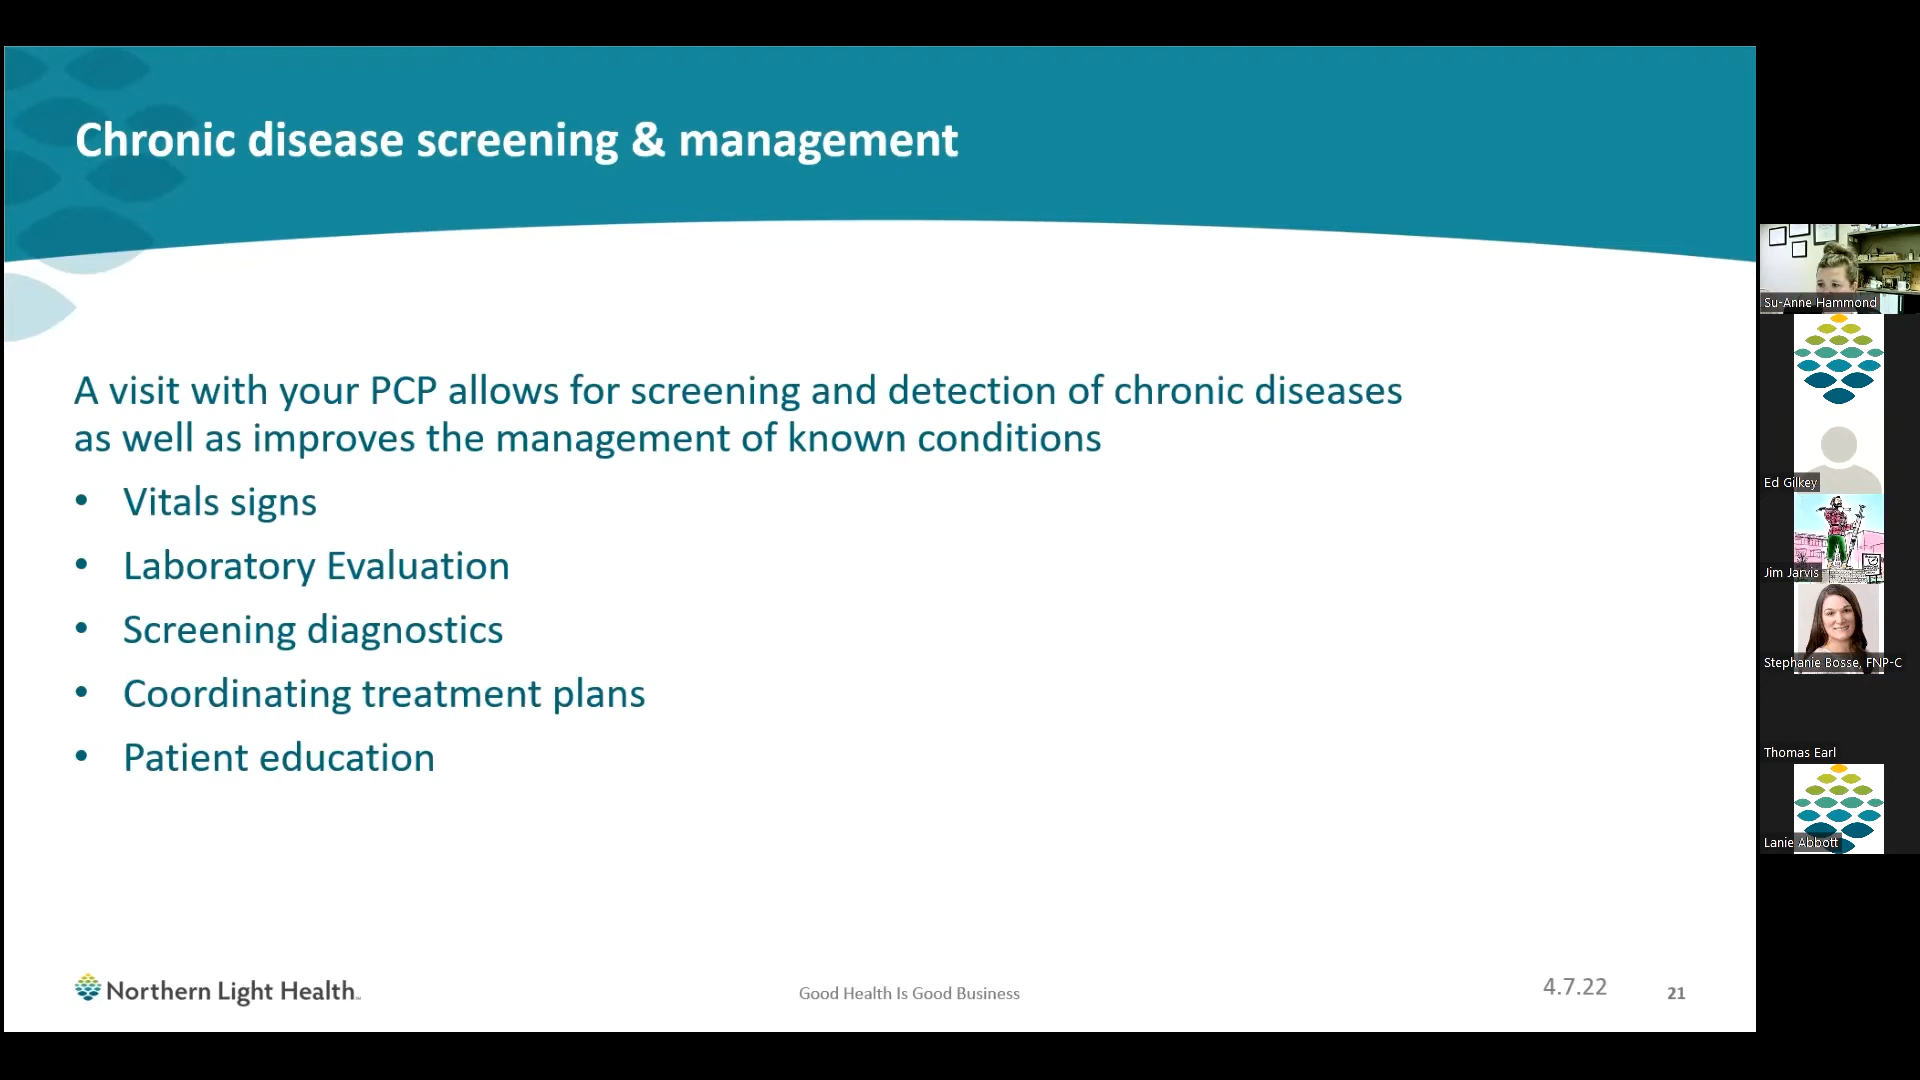 Chronic disease screening & management
A visit with your PCP allows for screening and detection of chronic diseases
as well as improves the management of known conditions
• Vitals signs
• Laboratory Evaluation
• Screening diagnostics
• Coordinating treatment plans
• Patient education
Northern Light Health
Good Health Is Good Business
4.7.22
21
Su-Anne Hammond
Ed Gilkey
Jim Jarvis
Stephanie Bosse, FNP-C
Thomas Earl
Lanie Abbott